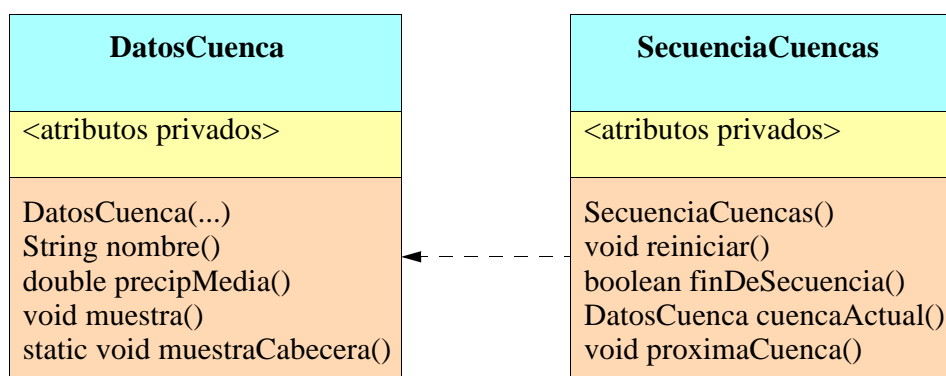 DatosCuenca
<atributos privados>
DatosCuenca(...)
String nombre()
double precipMedia()
void muestra()
static void muestraCabecera()
SecuenciaCuencas
<atributos privados>
SecuenciaCuencas()
void reiniciar()
boolean finDeSecuencia()
DatosCuenca cuencaActual()
void proximaCuenca()